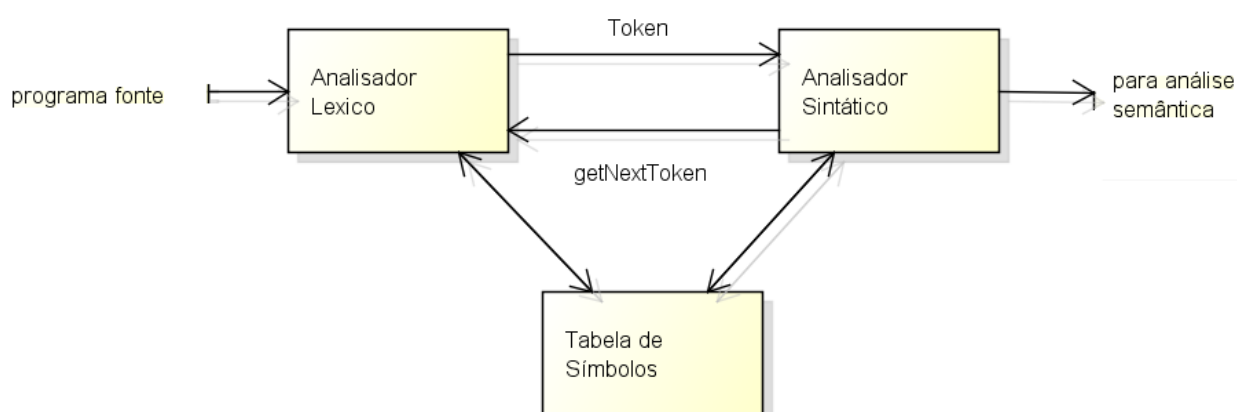 Token
Analisador
Lexico
Analisador
Sintático
programa fonte
para análise
semântica
getNextToken
Tabela de
Símbolos